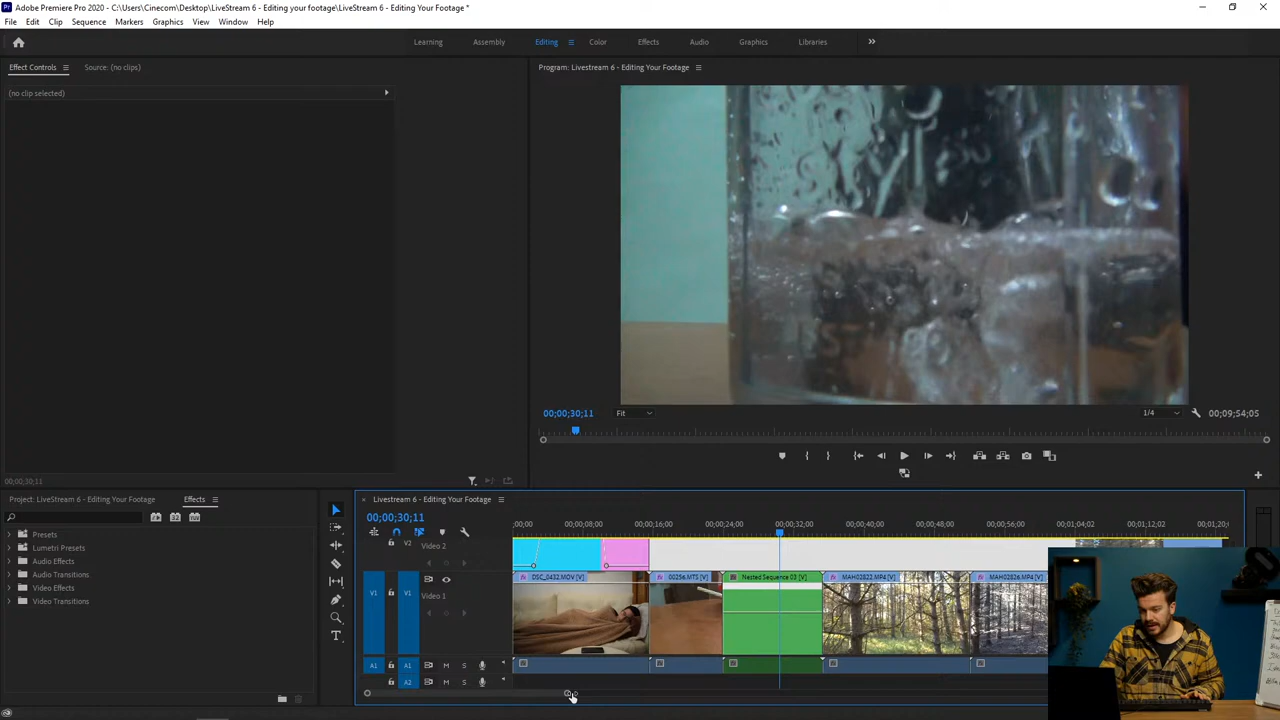 Adobe Premiere Pro 2020 - C:\Users\Cinecom\Desktop\LiveStream 6 - Editing your footage\LiveStream 6 - Editing Your Footage *
File Edit Clip Sequence Markers Graphics View Window Help
Learning Assembly Editing Color Effects Audio Graphics Libraries
Effect Controls Source: (no clips) Program: Livestream 6 - Editing Your Footage
(no clip selected)
00;00;30;11 Fit 1/4 00;09;54;05
00;00;30;11
Project: LiveStream 6 - Editing Your Footage Effects
Livestream 6 - Editing Your Footage
00;00;30;11
;00;00 00;00;08;00 00;00;16;00 00;00;24;00 00;00;32;00 00;00;40;00 00;00;48;00 00;00;56;00 00;01;04;02 00;01;12;02 00;01;20;
Presets
Lumetri Presets
Audio Effects
Audio Transitions
Video Effects
Video Transitions
V2 Video 2
DSC_0432.MOV [V] 00256.MTS [V] Nested Sequence 03 [V] MAH02822.MP4 [V] MAH02826.MP4 [V]
V1 V1 Video 1
A1 A1 M S
A2 M S